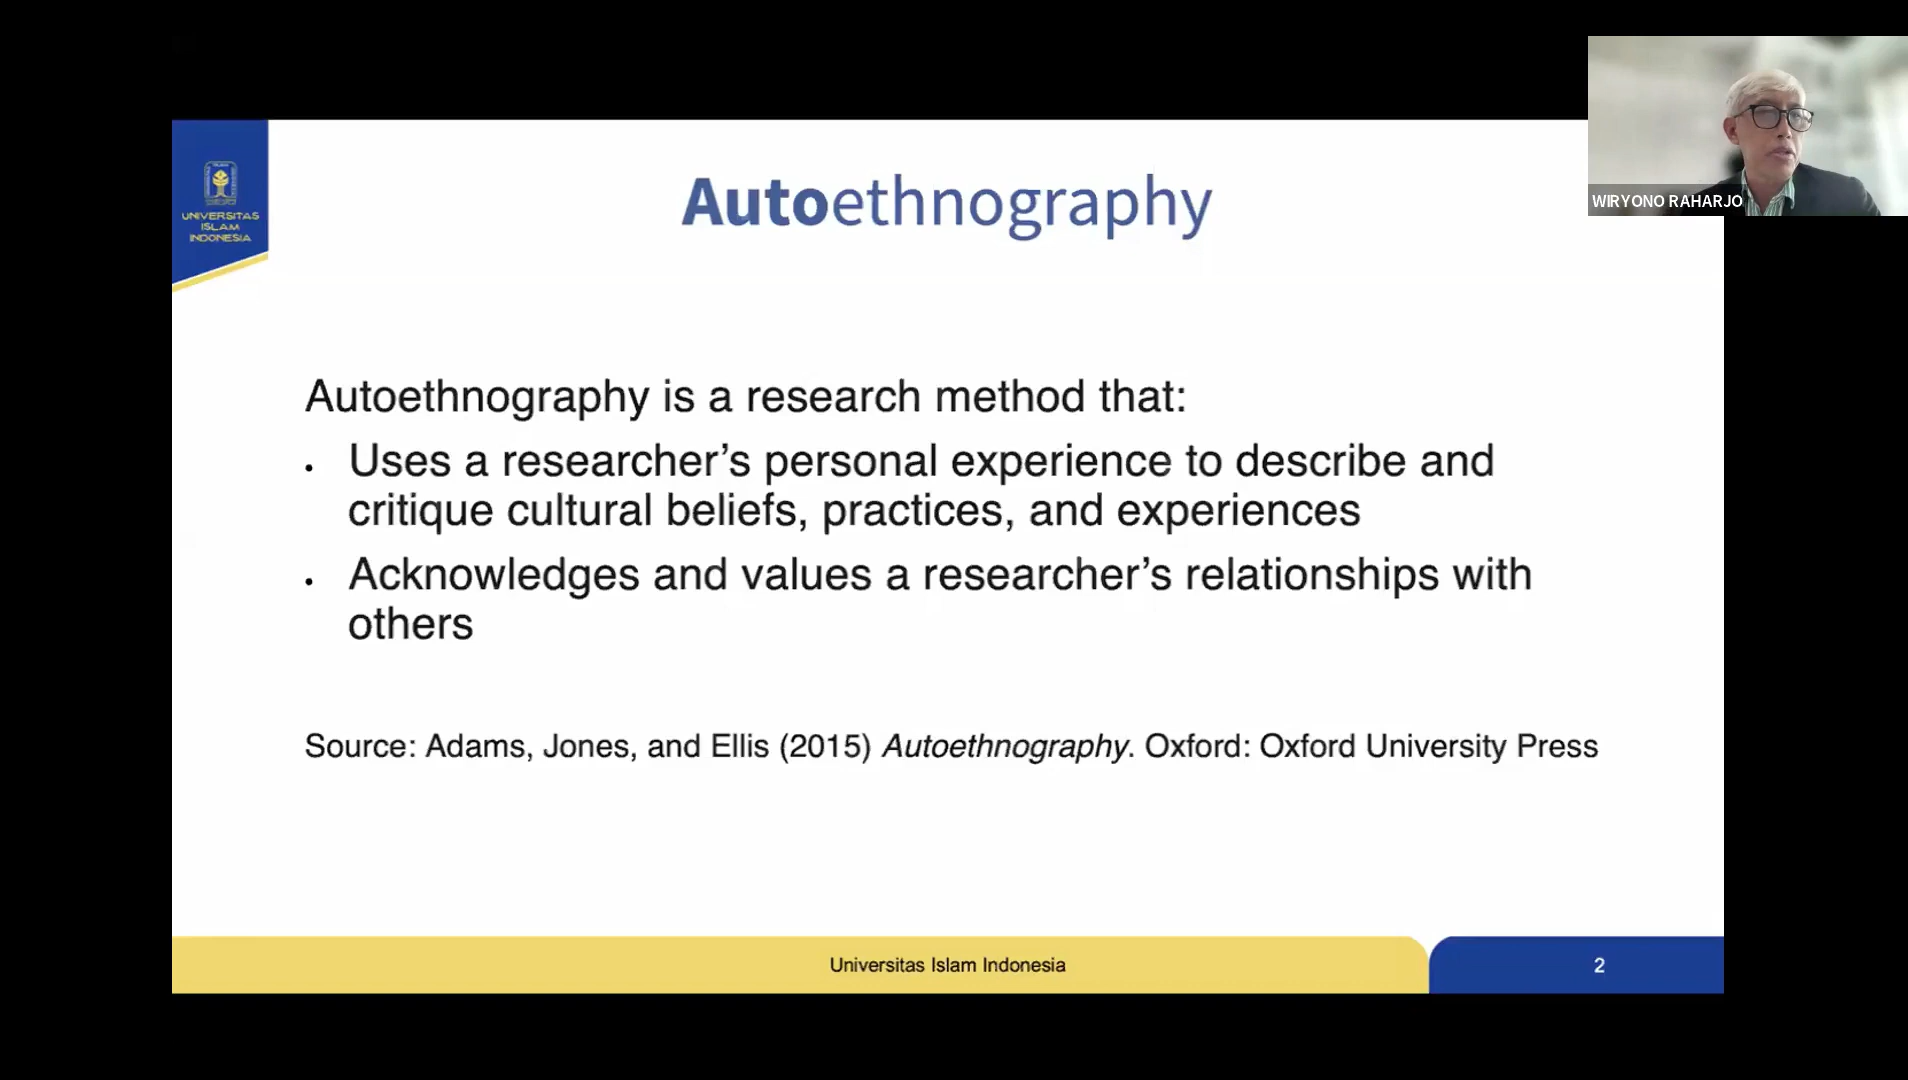 UNIVERSITAS
ISLAM
INDONESIA
Autoethnography
WIRYONO RAHARJO
Autoethnography is a research method that:
• Uses a researcher’s personal experience to describe and
critique cultural beliefs, practices, and experiences
• Acknowledges and values a researcher’s relationships with
others
Source: Adams, Jones, and Ellis (2015) Autoethnography. Oxford: Oxford University Press
Universitas Islam Indonesia
2